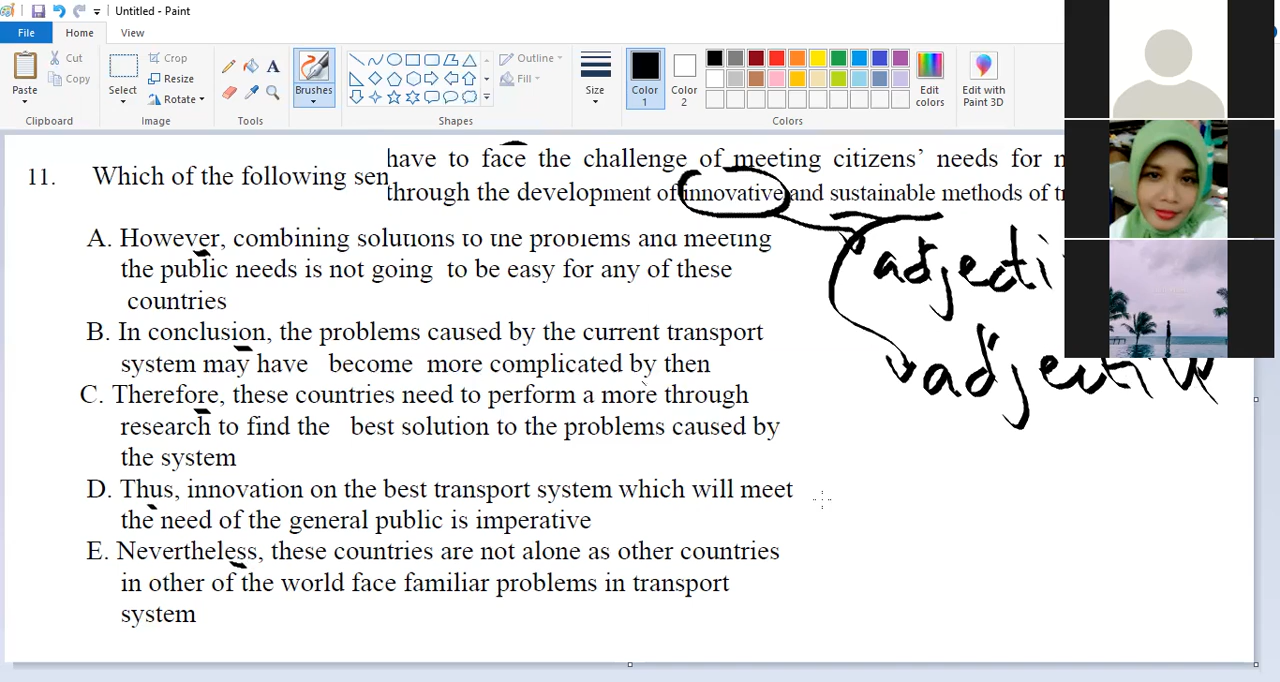 Untitled - Paint
File Home View
Paste Cut Copy Select Crop Resize Rotate Brushes Outline Fill Size Color 1 Color 2 Edit colors Edit with Paint 3D
Clipboard Image Tools Shapes Colors
have to face the challenge of meeting citizens' needs for
11. Which of the following sen
through the development of innovative and sustainable methods of
A. However, combining solutions to the problems and meeting
the public needs is not going to be easy for any of these
countries
B. In conclusion, the problems caused by the current transport
system may have become more complicated by then
C. Therefore, these countries need to perform a more through
research to find the best solution to the problems caused by
the system
D. Thus, innovation on the best transport system which will meet
the need of the general public is imperative
E. Nevertheless, these countries are not alone as other countries
in other of the world face familiar problems in transport
system
adjecti